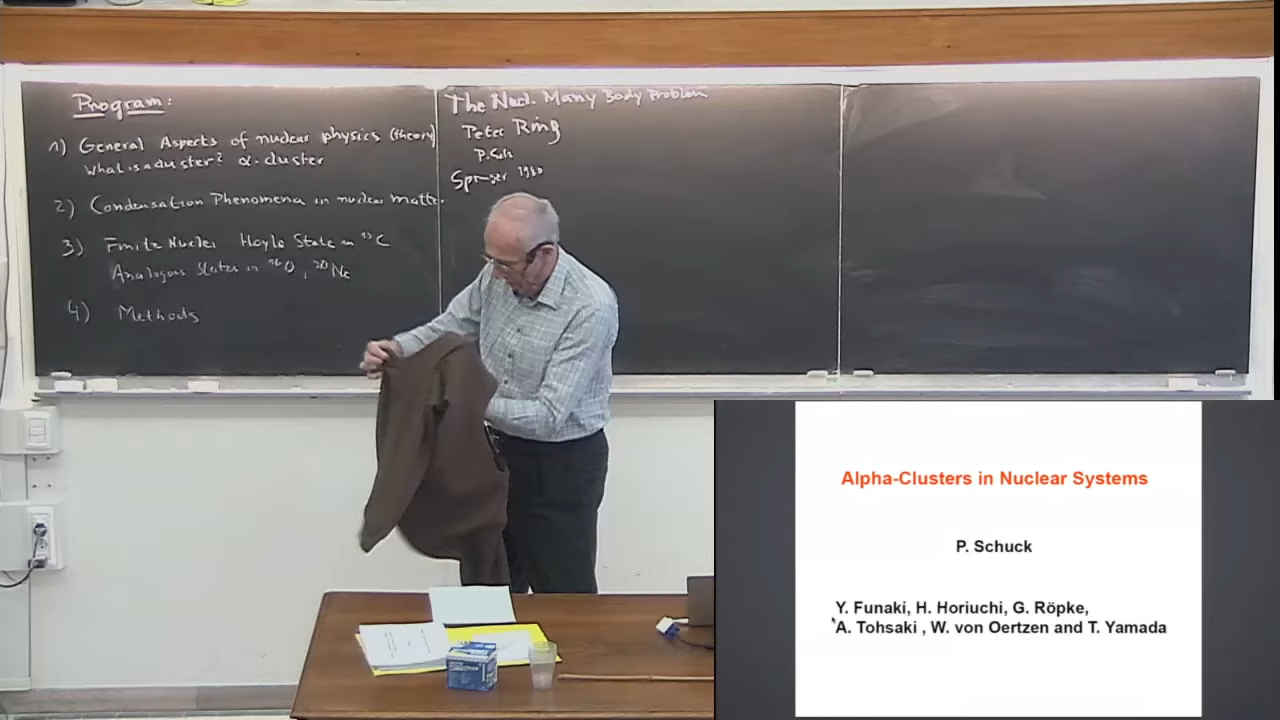 Program:
1) General Aspects of nuclear physics (theory)
What is a cluster? α-cluster
2) Condensation Phenomena in nuclear matter.
3) Finite Nuclei Hoyle State in ¹²C
Analogous States in ¹⁶O, ²⁰Ne
4) Methods
The Nucl. Many Body Problem
Peter Ring
P.
Springer 1980
Alpha-Clusters in Nuclear Systems
P. Schuck
Y. Funaki, H. Horiuchi, G. Röpke,
A. Tohsaki , W. von Oertzen and T. Yamada